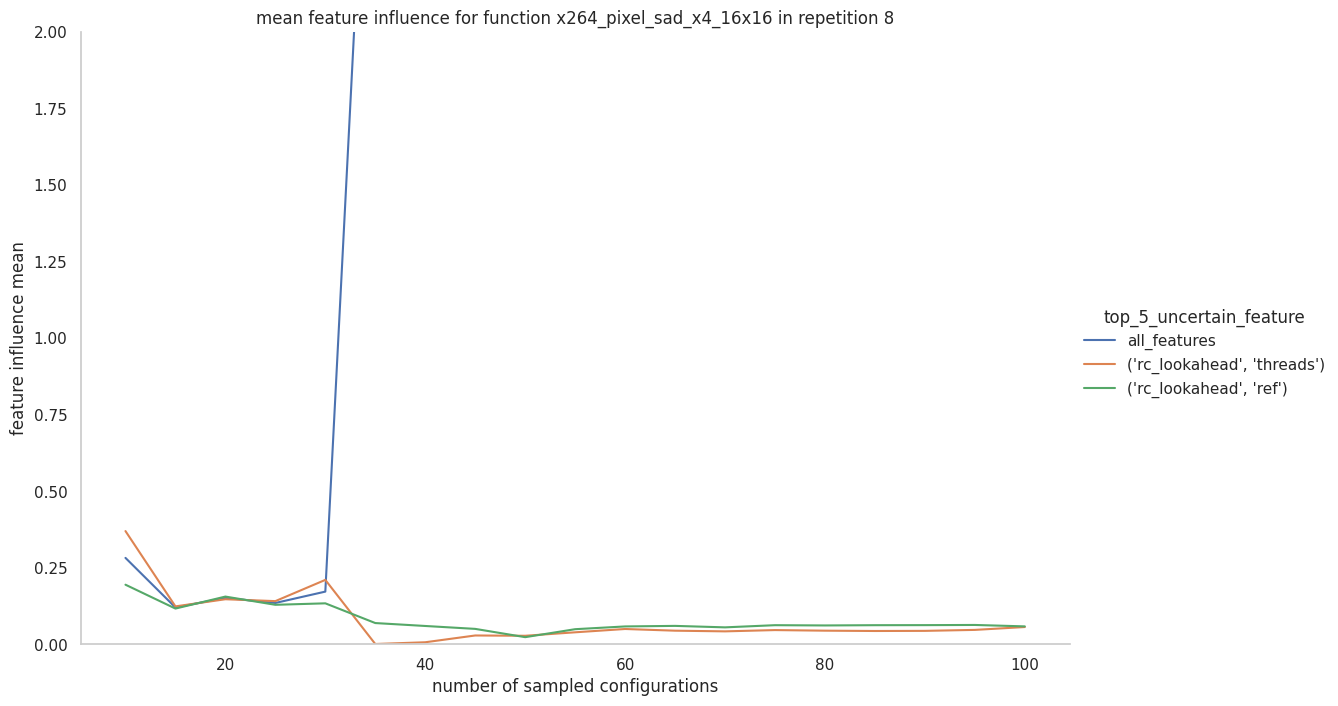 mean feature influence for function x264_pixel_sad_x4_16x16 in repetition 8
2.00
1.75
1.50
1.25
1.00
0.75
0.50
0.25
0.00
feature influence mean
20
40
60
80
100
number of sampled configurations
top_5_uncertain_feature
all_features
('rc_lookahead', 'threads')
('rc_lookahead', 'ref')